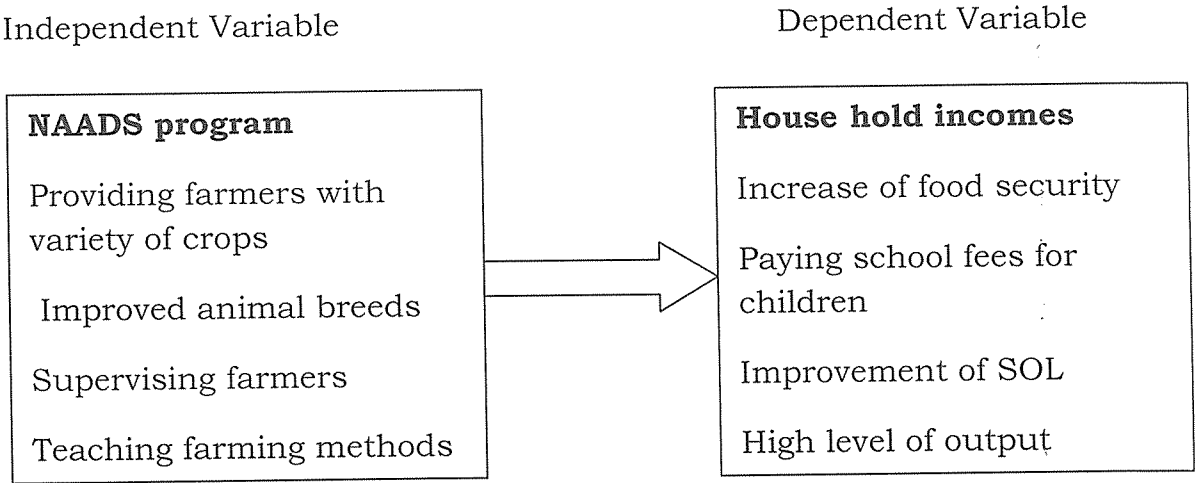 Independent Variable
Dependent Variable
NAADS program
Providing farmers with
variety of crops
Improved animal breeds
Supervising farmers
Teaching farming methods
House hold incomes
Increase of food security
Paying school fees for
children
Improvement of SOL
High level of output